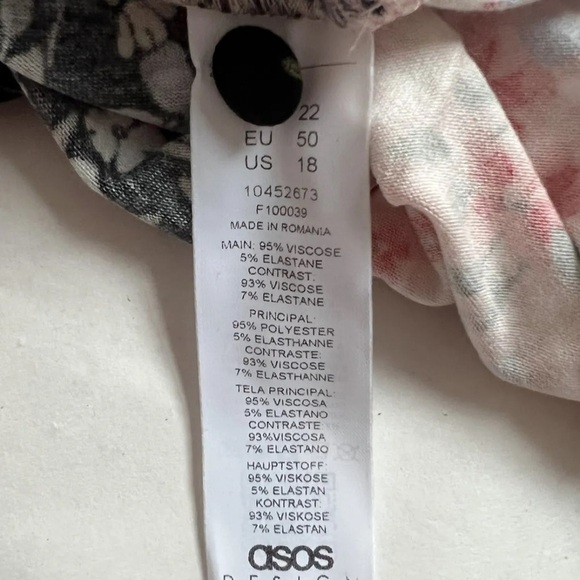 22
EU 50
US 18
10452673
F100039
MADE IN ROMANIA
MAIN: 95% VISCOSE
5% ELASTANE
CONTRAST:
93% VISCOSE
7% ELASTANE
PRINCIPAL:
95% POLYESTER
5% ELASTHANNE
CONTRASTE:
93% VISCOSE
7% ELASTHANNE
TELA PRINCIPAL:
95% VISCOSA
5% ELASTANO
CONTRASTE
93%VISCOSA
7% ELASTANO
HAUPTSTOFF:
95% VISKOSE
5% ELASTAN
KONTRAST:
93% VISKOSE
7% ELASTAN
asos